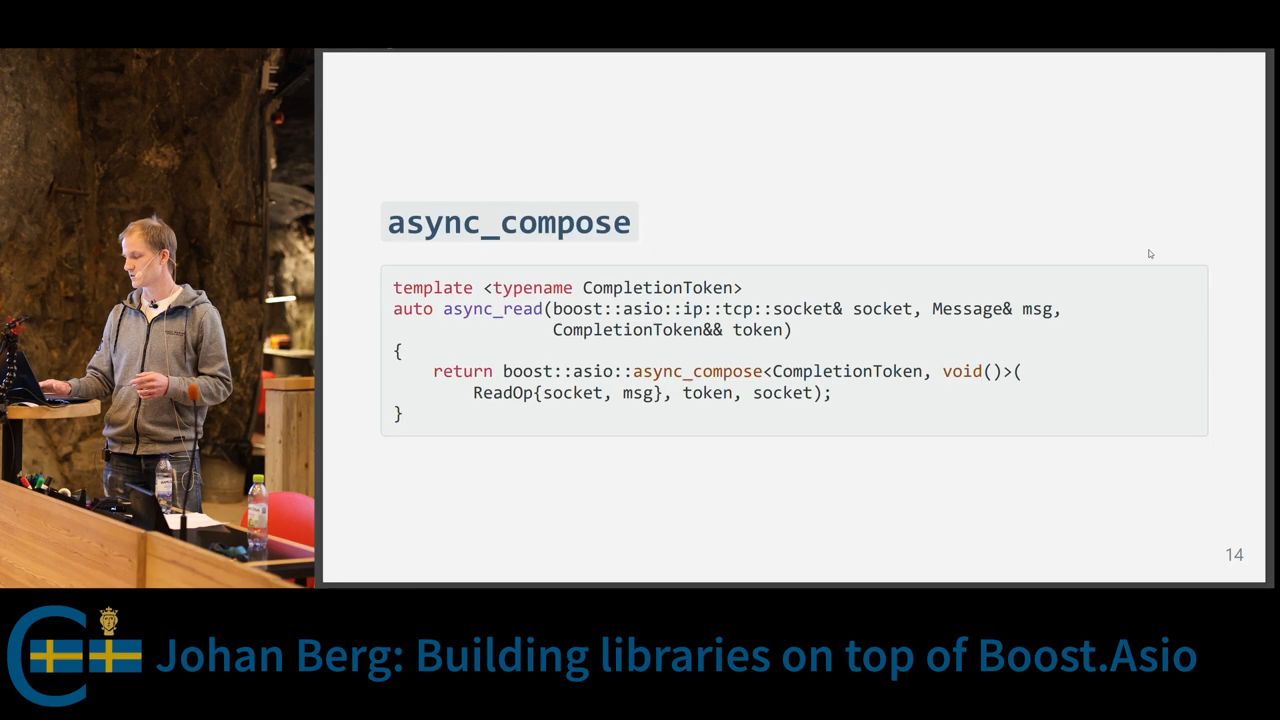 async_compose
template <typename CompletionToken>
auto async_read(boost::asio::ip::tcp::socket& socket, Message& msg,
                CompletionToken&& token)
{
    return boost::asio::async_compose<CompletionToken, void()>(
        ReadOp{socket, msg}, token, socket);
}
14
Johan Berg: Building libraries on top of Boost.Asio